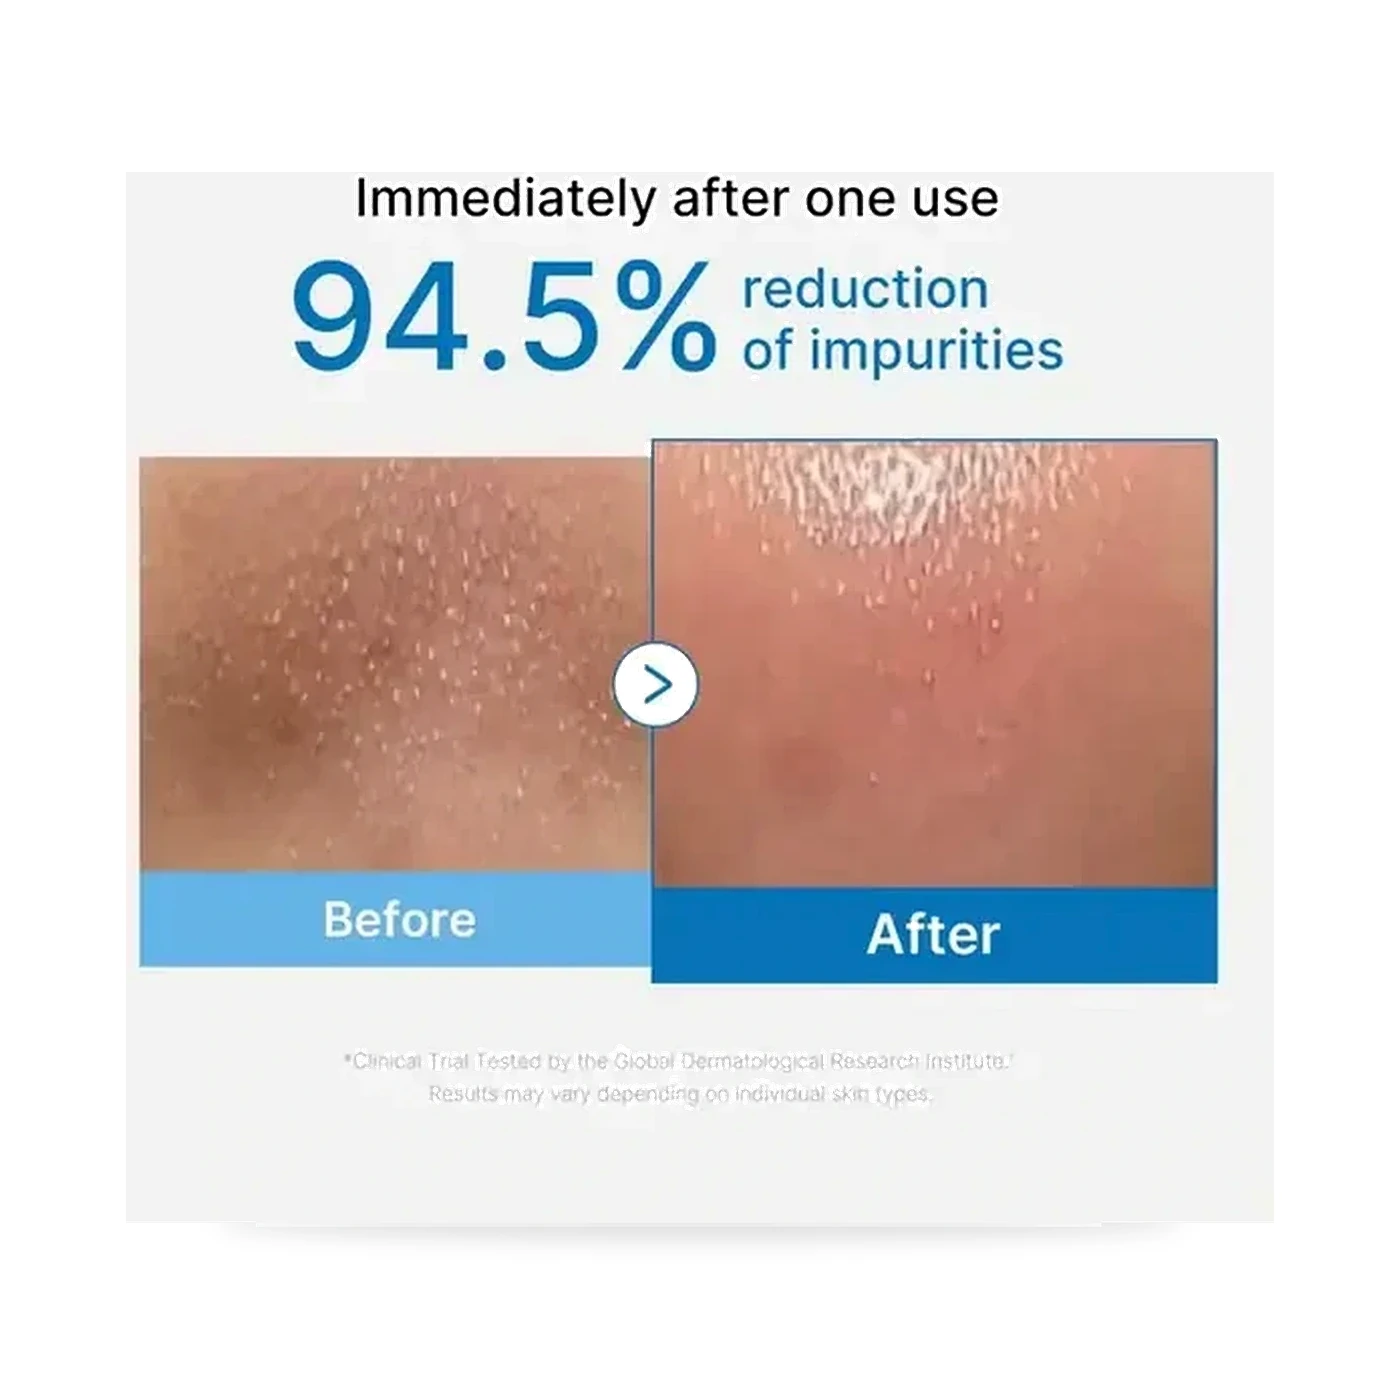 Immediately after one use
94.5% reduction
of impurities
Before
After
*Clinical Trial Tested by the Global Dermatological Research Institute.*
Results may vary depending on individual skin types.